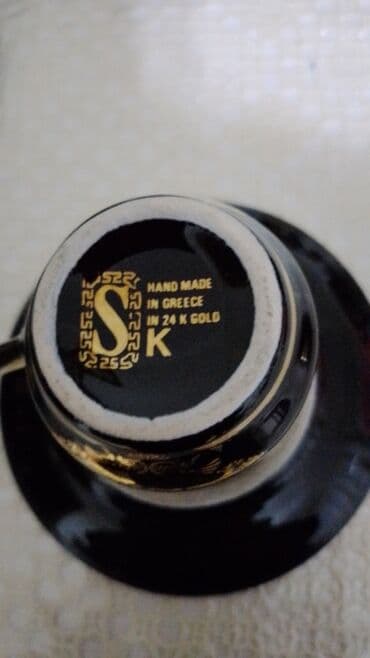 S
HAND MADE
IN GREECE
IN 24 K GOLD
K